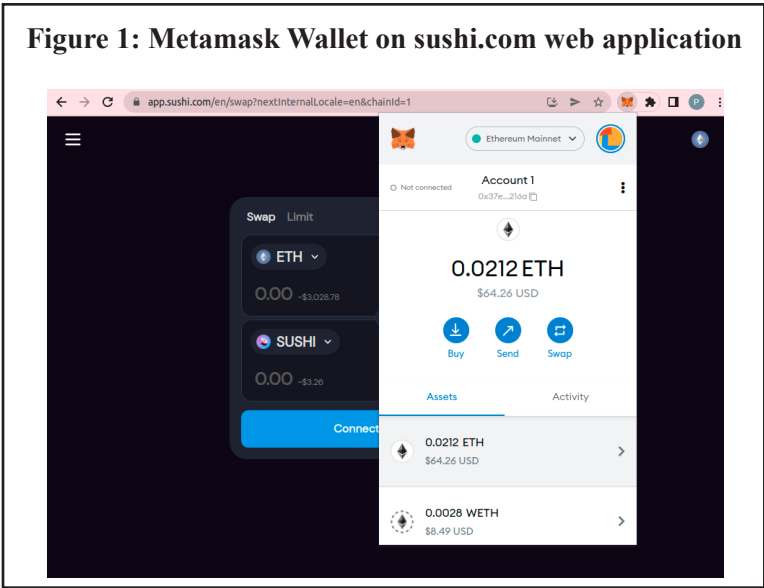 Figure 1: Metamask Wallet on sushi.com web application
app.sushi.com/en/swap?nextInternalLocale=en&chainId=1
P
Ethereum Mainnet
Not connected
Account 1
0x37e...216a
Swap Limit
ETH
0.00 ~$3,028.78
SUSHI
0.00 ~$3.26
Connect
0.0212 ETH
$64.26 USD
Buy Send Swap
Assets Activity
0.0212 ETH
$64.26 USD
0.0028 WETH
$8.49 USD